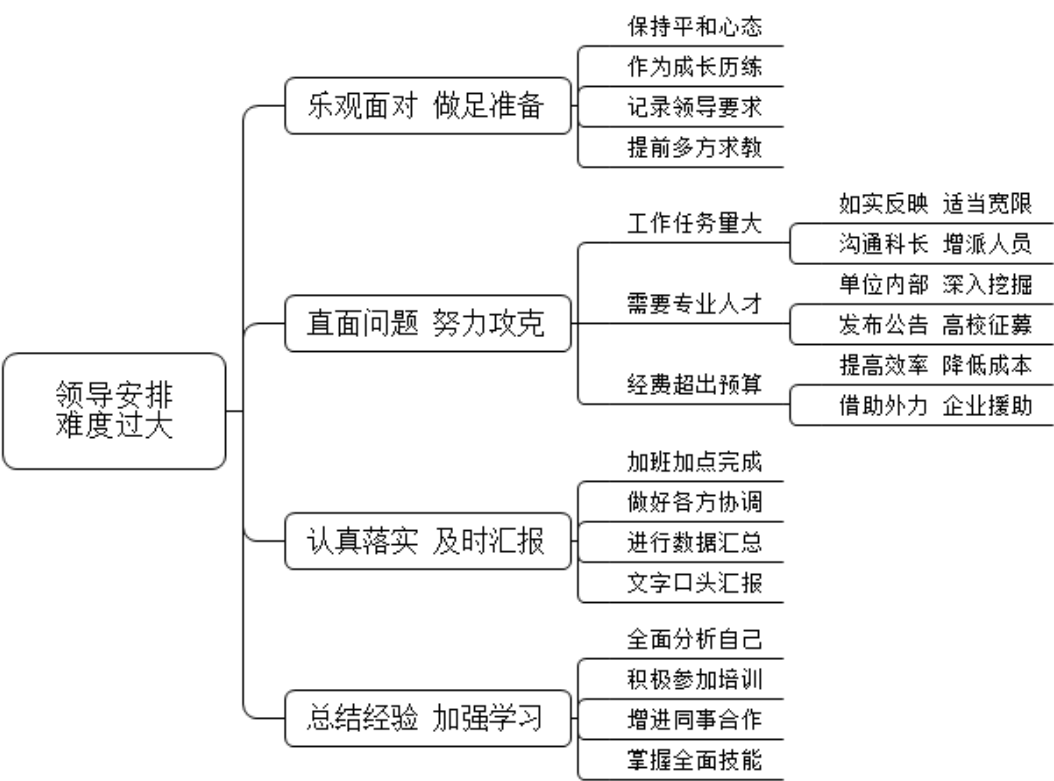 领导安排
难度过大
乐观面对 做足准备
保持平和心态
作为成长历练
记录领导要求
提前多方求教
直面问题 努力攻克
工作任务量大
如实反映 适当宽限
沟通科长 增派人员
需要专业人才
单位内部 深入挖掘
发布公告 高校征募
经费超出预算
提高效率 降低成本
借助外力 企业援助
认真落实 及时汇报
加班加点完成
做好各方协调
进行数据汇总
文字口头汇报
总结经验 加强学习
全面分析自己
积极参加培训
增进同事合作
掌握全面技能